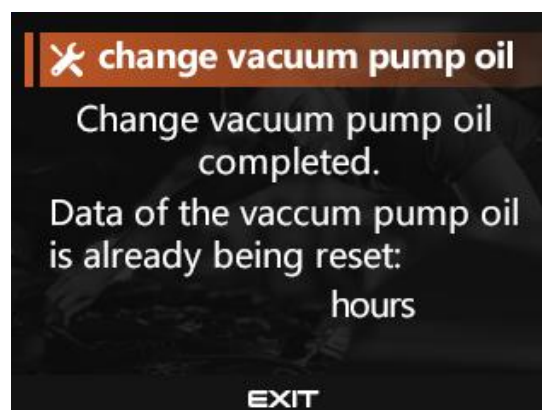 change vacuum pump oil
Change vacuum pump oil
completed.
Data of the vaccum pump oil
is already being reset:
hours
EXIT